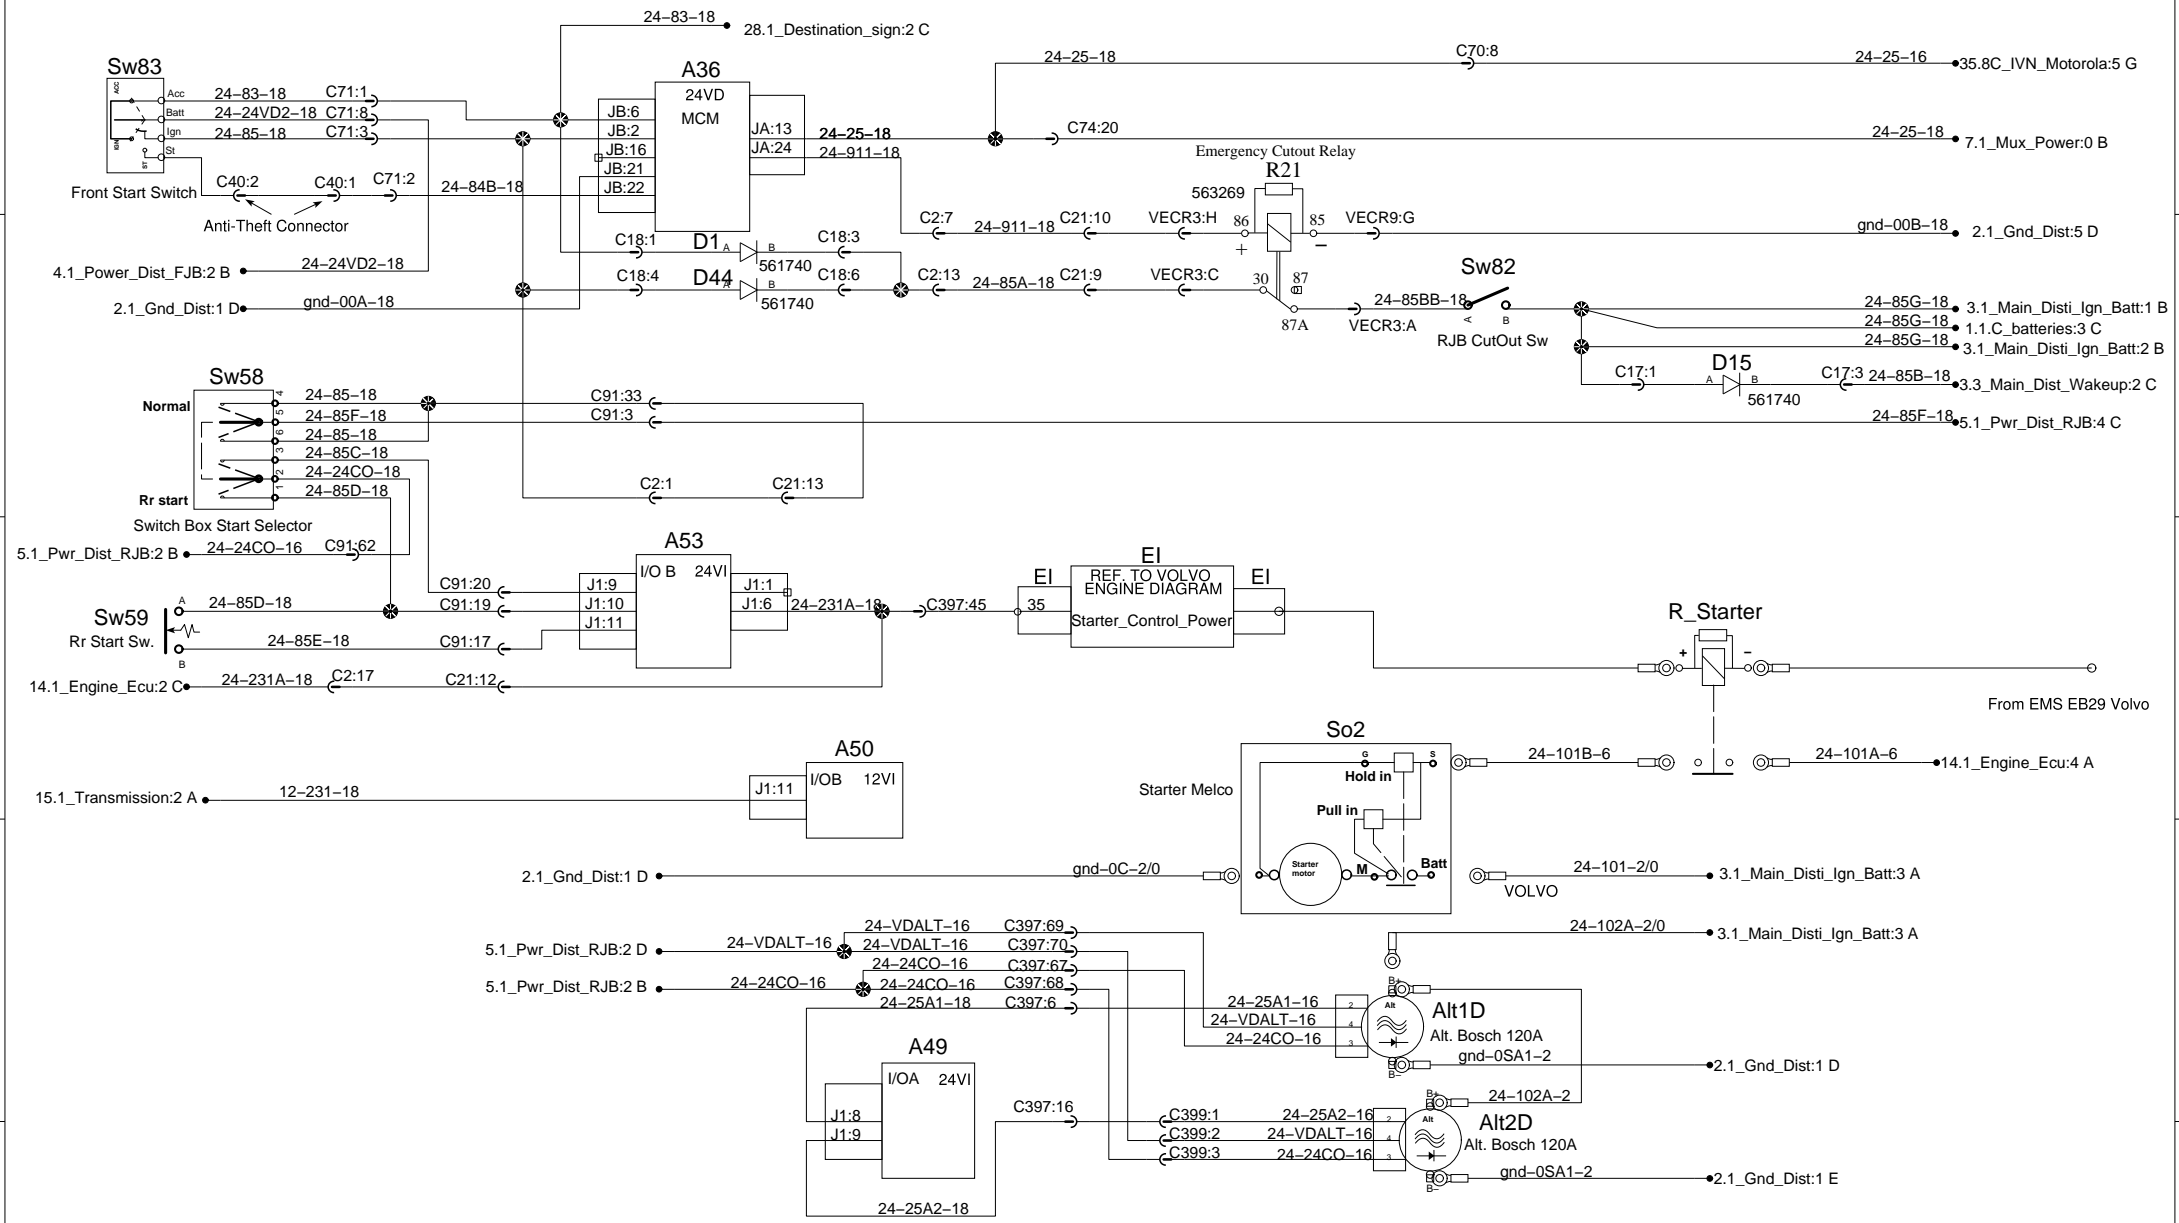 24−83−18
28.1_Destination_sign:2 C
Sw83
ACC
IGN
ST
Acc
Batt
Ign
St
24−83−18
C71:1
24−24VD2−18
C71:8
24−85−18
C71:3
Front Start Switch
C40:2
C40:1
C71:2
24−84B−18
Anti-Theft Connector
A36
24VD
MCM
JB:6
JB:2
JB:16
JB:21
JB:22
JA:13
JA:24
24−25−18
24−911−18
24−25−18
C70:8
24−25−16
35.8C_IVN_Motorola:5 G
C74:20
24−25−18
7.1_Mux_Power:0 B
Emergency Cutout Relay
R21
563269
C2:7
24−911−18
C21:10
VECR3:H
86
+
85
−
VECR9:G
gnd−00B−18
2.1_Gnd_Dist:5 D
C18:1
D1
A
B
561740
C18:3
4.1_Power_Dist_FJB:2 B
24−24VD2−18
C18:4
D44
A
B
561740
C18:6
C2:13
24−85A−18
C21:9
VECR3:C
30
87
87A
VECR3:A
24−85BB−18
Sw82
A
B
RJB CutOut Sw
2.1_Gnd_Dist:1 D
gnd−00A−18
24−85G−18
3.1_Main_Disti_Ign_Batt:1 B
24−85G−18
1.1.C_batteries:3 C
24−85G−18
3.1_Main_Disti_Ign_Batt:2 B
C17:1
A
D15
B
561740
C17:3
24−85B−18
3.3_Main_Dist_Wakeup:2 C
Sw58
Normal
Rr start
4
5
6
3
2
1
24−85−18
24−85F−18
24−85−18
24−85C−18
24−24CO−18
24−85D−18
C91:33
C91:3
24−85F−18
5.1_Pwr_Dist_RJB:4 C
C2:1
C21:13
Switch Box Start Selector
5.1_Pwr_Dist_RJB:2 B
24−24CO−16
C91:62
A53
I/O B
24VI
J1:9
J1:10
J1:11
J1:1
J1:6
C91:20
C91:19
C91:17
Sw59
Rr Start Sw.
A
B
24−85D−18
24−85E−18
24−231A−18
C397:45
EI
35
EI
REF. TO VOLVO
ENGINE DIAGRAM
Starter_Control_Power
EI
R_Starter
+
−
From EMS EB29 Volvo
14.1_Engine_Ecu:2 C
24−231A−18
C2:17
C21:12
So2
Starter Melco
G
S
Hold in
Pull in
Starter
motor
M
Batt
24−101B−6
24−101A−6
14.1_Engine_Ecu:4 A
15.1_Transmission:2 A
12−231−18
A50
I/OB
12VI
J1:11
2.1_Gnd_Dist:1 D
gnd−0C−2/0
VOLVO
24−101−2/0
3.1_Main_Disti_Ign_Batt:3 A
24−102A−2/0
3.1_Main_Disti_Ign_Batt:3 A
5.1_Pwr_Dist_RJB:2 D
24−VDALT−16
24−VDALT−16
C397:69
24−VDALT−16
C397:70
5.1_Pwr_Dist_RJB:2 B
24−24CO−16
24−24CO−16
C397:67
24−24CO−16
C397:68
24−25A1−18
C397:6
24−25A1−16
24−VDALT−16
24−24CO−16
2
4
3
B+
Alt
B−
Alt1D
Alt. Bosch 120A
gnd−0SA1−2
2.1_Gnd_Dist:1 D
24−102A−2
A49
I/OA
24VI
J1:8
J1:9
24−25A2−18
C397:16
C399:1
C399:2
C399:3
24−25A2−16
24−VDALT−16
24−24CO−16
2
4
3
B+
Alt
B−
Alt2D
Alt. Bosch 120A
gnd−0SA1−2
2.1_Gnd_Dist:1 E